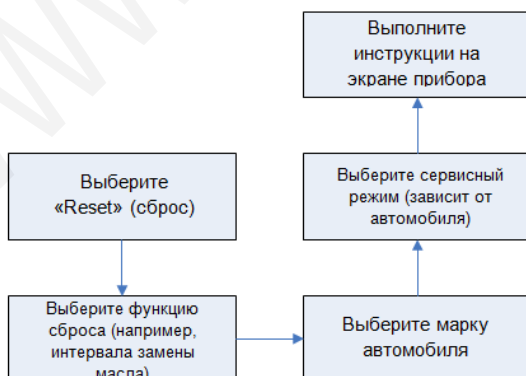 Выполните
инструкции на
экране прибора
Выберите
«Reset» (сброс)
Выберите сервисный
режим (зависит от
автомобиля)
Выберите функцию
сброса (например,
интервала замены
масла)
Выберите марку
автомобиля